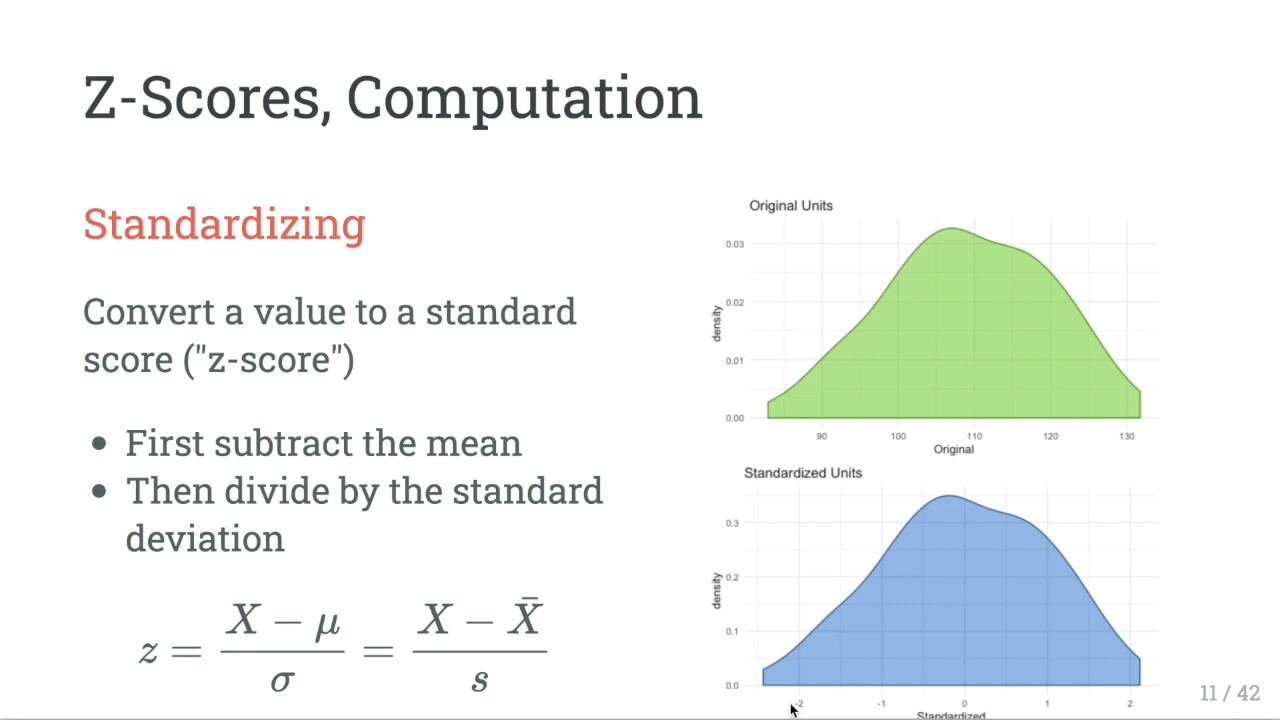 Z-Scores, Computation
Standardizing
Convert a value to a standard
score ("z-score")
• First subtract the mean
• Then divide by the standard
deviation
z = (X − μ) / σ = (X − X̄) / s
Original Units
density
0.03
0.02
0.01
0.00
90 100 110 120 130
Original
Standardized Units
density
0.3
0.2
0.1
0.0
-2 -1 0 1 2
Standardized
11 / 42